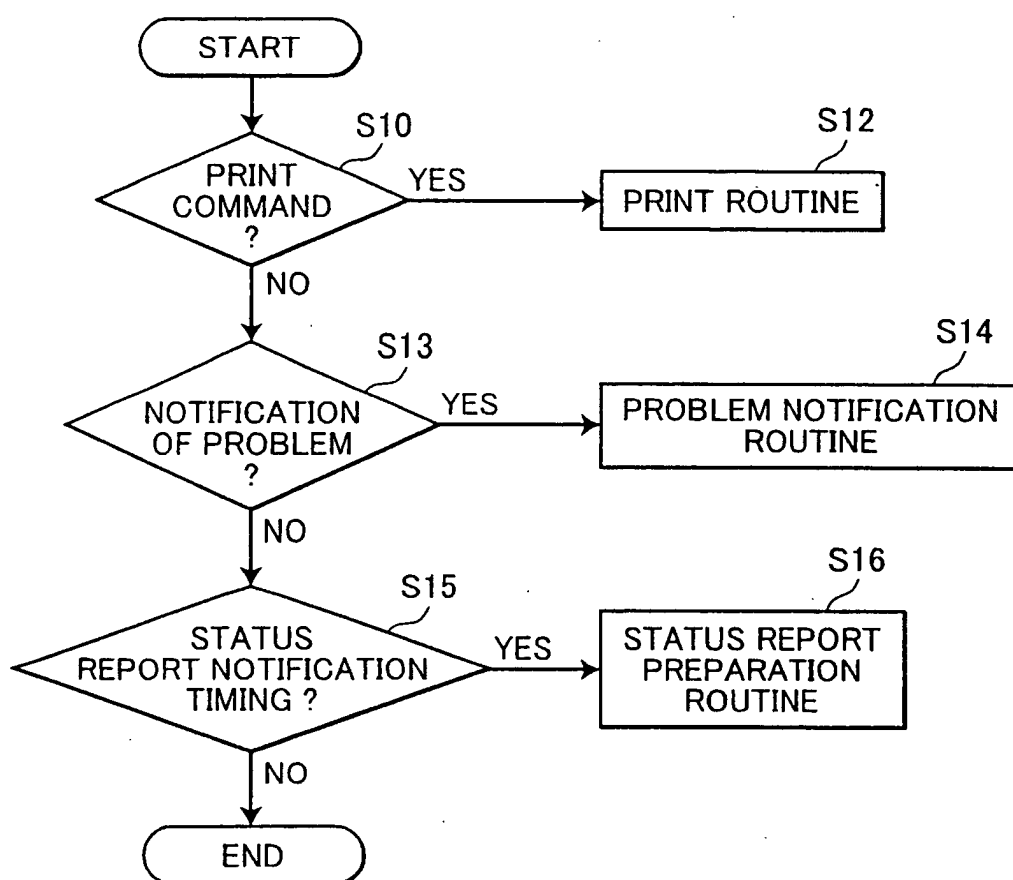 START
S10
PRINT
COMMAND
?
YES
S12
PRINT ROUTINE
NO
S13
NOTIFICATION
OF PROBLEM
?
YES
S14
PROBLEM NOTIFICATION
ROUTINE
NO
S15
STATUS
REPORT NOTIFICATION
TIMING ?
YES
S16
STATUS REPORT
PREPARATION
ROUTINE
NO
END